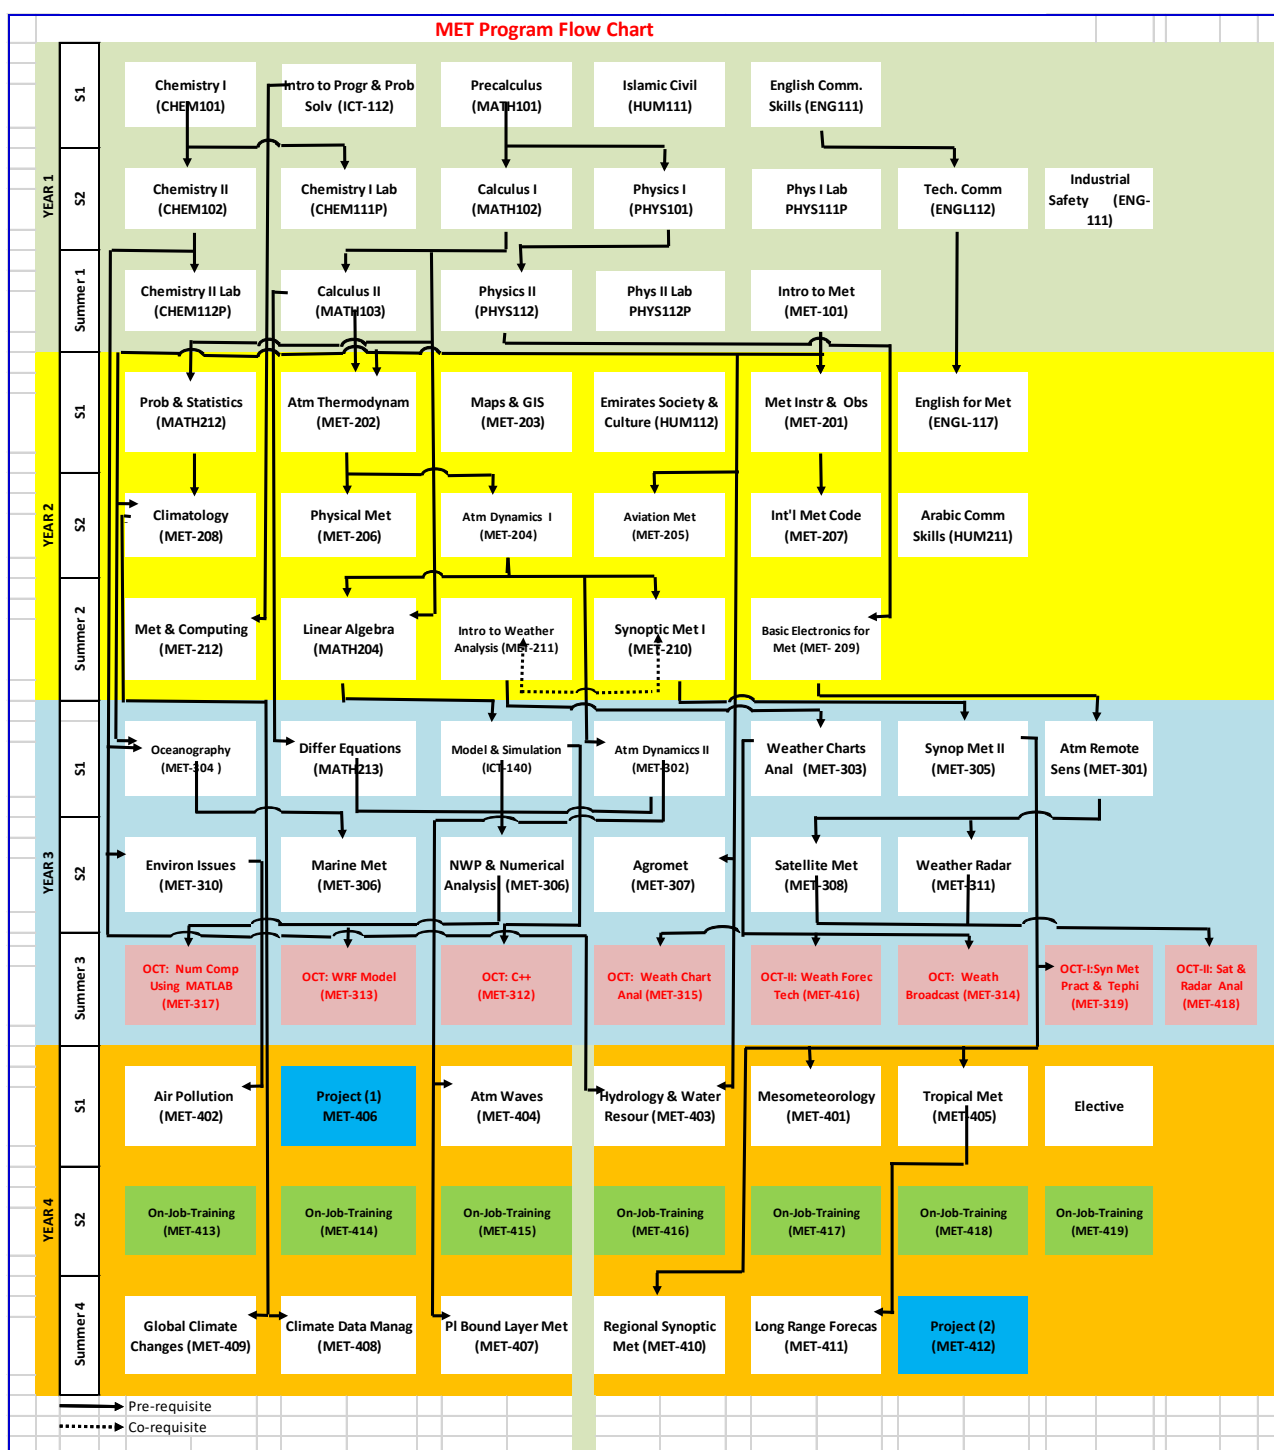 MET Program Flow Chart
YEAR 1
S1
Chemistry I
(CHEM101)
Intro to Progr & Prob
Solv (ICT-112)
Precalculus
(MATH101)
Islamic Civil
(HUM111)
English Comm.
Skills (ENG111)
S2
Chemistry II
(CHEM102)
Chemistry I Lab
(CHEM111P)
Calculus I
(MATH102)
Physics I
(PHYS101)
Phys I Lab
PHYS111P
Tech. Comm
(ENGL112)
Industrial
Safety (ENG-
111)
Summer 1
Chemistry II Lab
(CHEM112P)
Calculus II
(MATH103)
Physics II
(PHYS112)
Phys II Lab
PHYS112P
Intro to Met
(MET-101)
YEAR 2
S1
Prob & Statistics
(MATH212)
Atm Thermodynam
(MET-202)
Maps & GIS
(MET-203)
Emirates Society &
Culture (HUM112)
Met Instr & Obs
(MET-201)
English for Met
(ENGL-117)
S2
Climatology
(MET-208)
Physical Met
(MET-206)
Atm Dynamics I
(MET-204)
Aviation Met
(MET-205)
Int'l Met Code
(MET-207)
Arabic Comm
Skills (HUM211)
Summer 2
Met & Computing
(MET-212)
Linear Algebra
(MATH204)
Intro to Weather
Analysis (MET-211)
Synoptic Met I
(MET-210)
Basic Electronics for
Met (MET- 209)
YEAR 3
S1
Oceanography
(MET-304 )
Differ Equations
(MATH213)
Model & Simulation
(ICT-140)
Atm Dynamiccs II
(MET-302)
Weather Charts
Anal (MET-303)
Synop Met II
(MET-305)
Atm Remote
Sens (MET-301)
S2
Environ Issues
(MET-310)
Marine Met
(MET-306)
NWP & Numerical
Analysis (MET-306)
Agromet
(MET-307)
Satellite Met
(MET-308)
Weather Radar
(MET-311)
Summer 3
OCT: Num Comp
Using MATLAB
(MET-317)
OCT: WRF Model
(MET-313)
OCT: C++
(MET-312)
OCT: Weath Chart
Anal (MET-315)
OCT-II: Weath Forec
Tech (MET-416)
OCT: Weath
Broadcast (MET-314)
OCT-I:Syn Met
Pract & Tephi
(MET-319)
OCT-II: Sat &
Radar Anal
(MET-418)
YEAR 4
S1
Air Pollution
(MET-402)
Project (1)
MET-406
Atm Waves
(MET-404)
Hydrology & Water
Resour (MET-403)
Mesometeorology
(MET-401)
Tropical Met
(MET-405)
Elective
S2
On-Job-Training
(MET-413)
On-Job-Training
(MET-414)
On-Job-Training
(MET-415)
On-Job-Training
(MET-416)
On-Job-Training
(MET-417)
On-Job-Training
(MET-418)
On-Job-Training
(MET-419)
Summer 4
Global Climate
Changes (MET-409)
Climate Data Manag
(MET-408)
Pl Bound Layer Met
(MET-407)
Regional Synoptic
Met (MET-410)
Long Range Forecas
(MET-411)
Project (2)
(MET-412)
Pre-requisite
Co-requisite